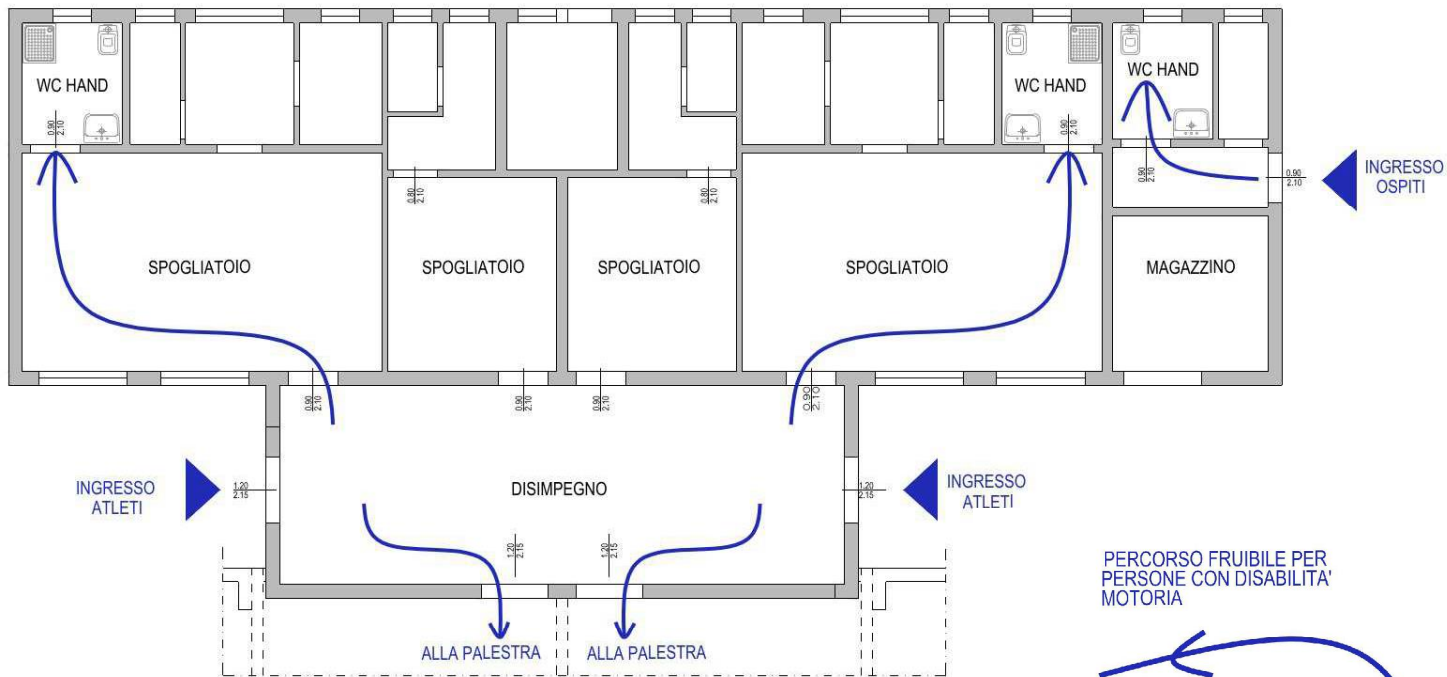 WC HAND
WC HAND
WC HAND
0.90
2.10
0.90
2.10
0.90
2.10
0.90
2.10
0.80
2.10
0.80
2.10
INGRESSO
OSPITI
SPOGLIATOIO
SPOGLIATOIO
SPOGLIATOIO
SPOGLIATOIO
MAGAZZINO
0.90
2.10
0.90
2.10
0.90
2.10
0.90
2.10
INGRESSO
ATLETI
1.20
2.15
DISIMPEGNO
1.20
2.15
INGRESSO
ATLETI
1.20
2.15
1.20
2.15
PERCORSO FRUIBILE PER
PERSONE CON DISABILITA'
MOTORIA
ALLA PALESTRA
ALLA PALESTRA